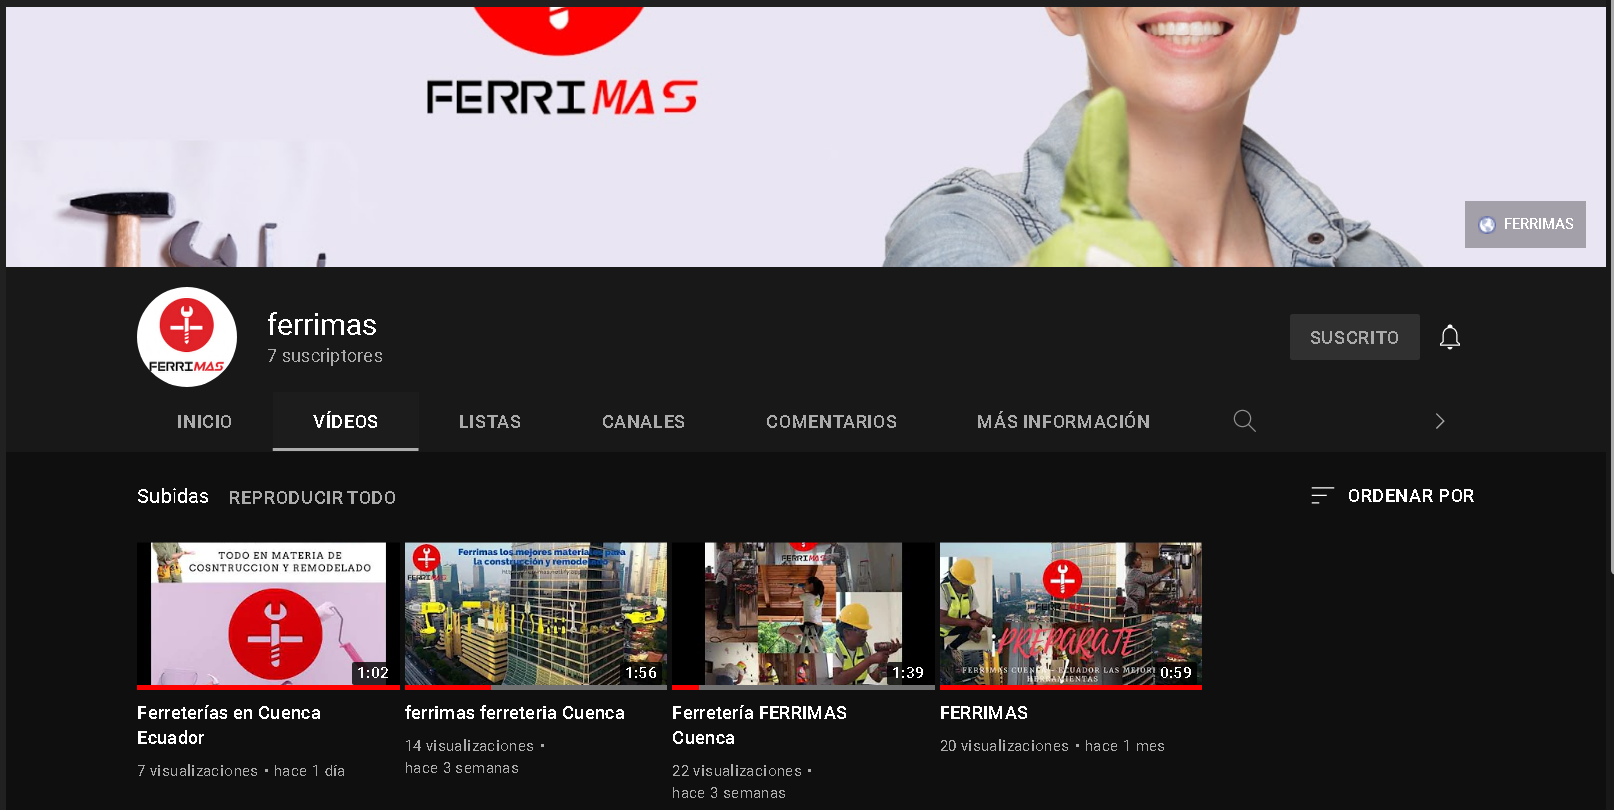 FERRIMAS
FERRIMAS
FERRIMAS
ferrimas
7 suscriptores
SUSCRITO
INICIO
VÍDEOS
LISTAS
CANALES
COMENTARIOS
MÁS INFORMACIÓN
Subidas
REPRODUCIR TODO
ORDENAR POR
TODO EN MATERIA DE
COSNTRUCCION Y REMODELADO
1:02
Ferrimas los mejores materiales para
la construcción y remodelado
1:56
FERRIMAS
1:39
PREPARATE
FERRIMAS CUENCA - ECUADOR LAS MEJOR
HERRAMIENTAS
0:59
Ferreterías en Cuenca
Ecuador
7 visualizaciones • hace 1 día
ferrimas ferreteria Cuenca
14 visualizaciones •
hace 3 semanas
Ferretería FERRIMAS
Cuenca
22 visualizaciones •
hace 3 semanas
FERRIMAS
20 visualizaciones • hace 1 mes